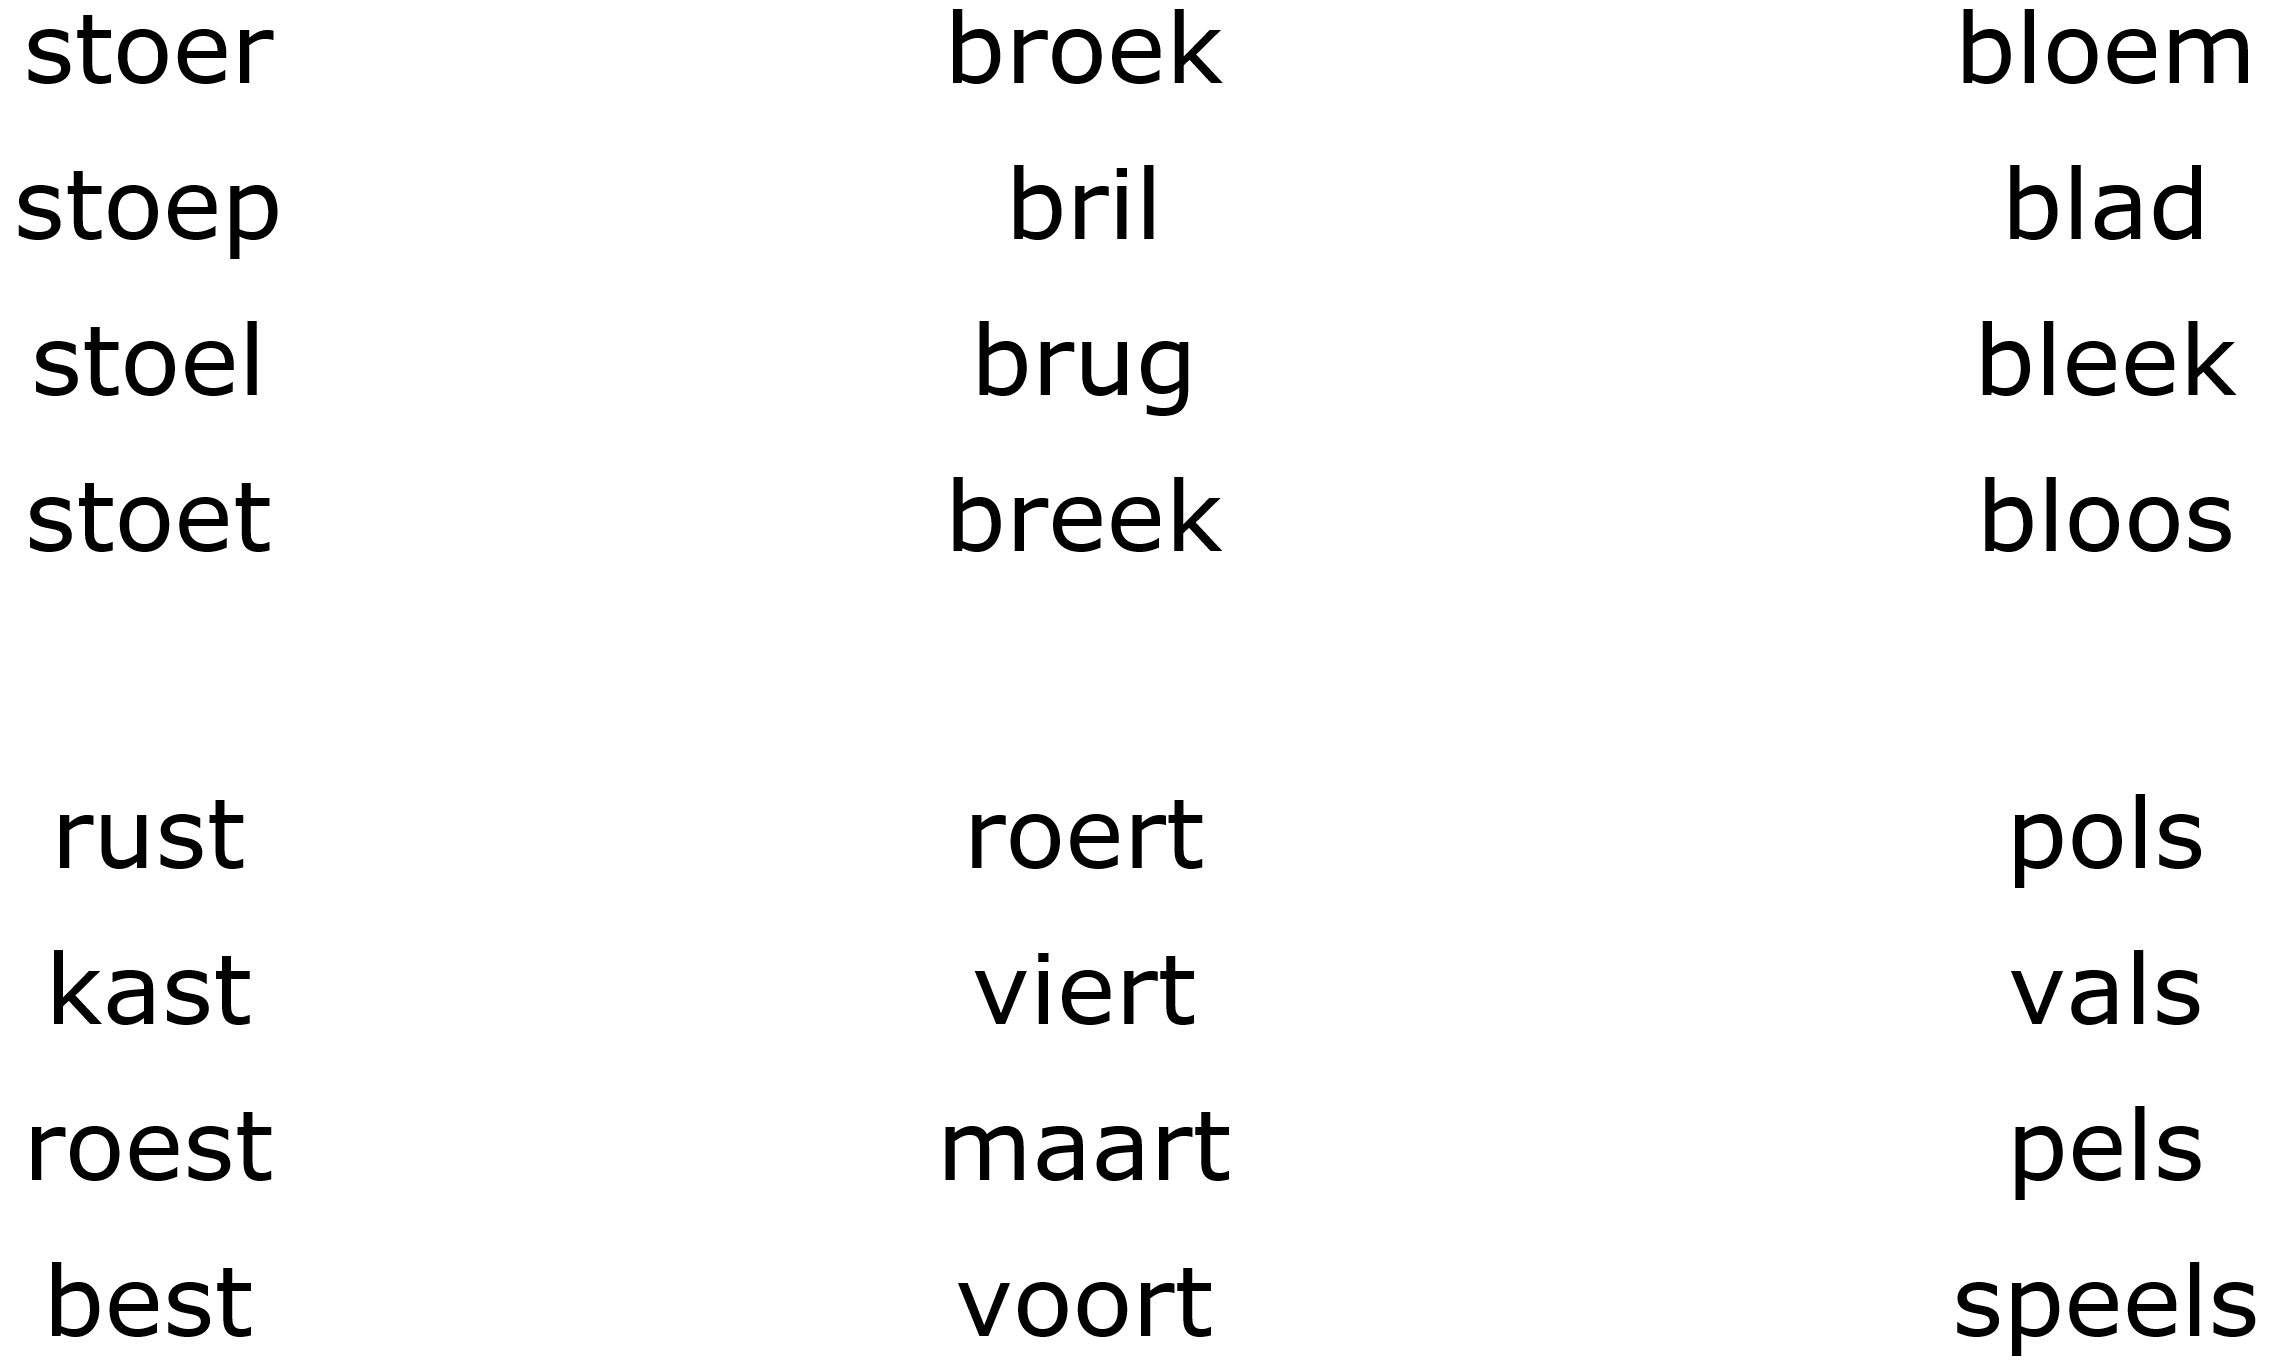 stoer broek bloem
stoep bril blad
stoel brug bleek
stoet breek bloos
rust roert pols
kast viert vals
roest maart pels
best voort speels